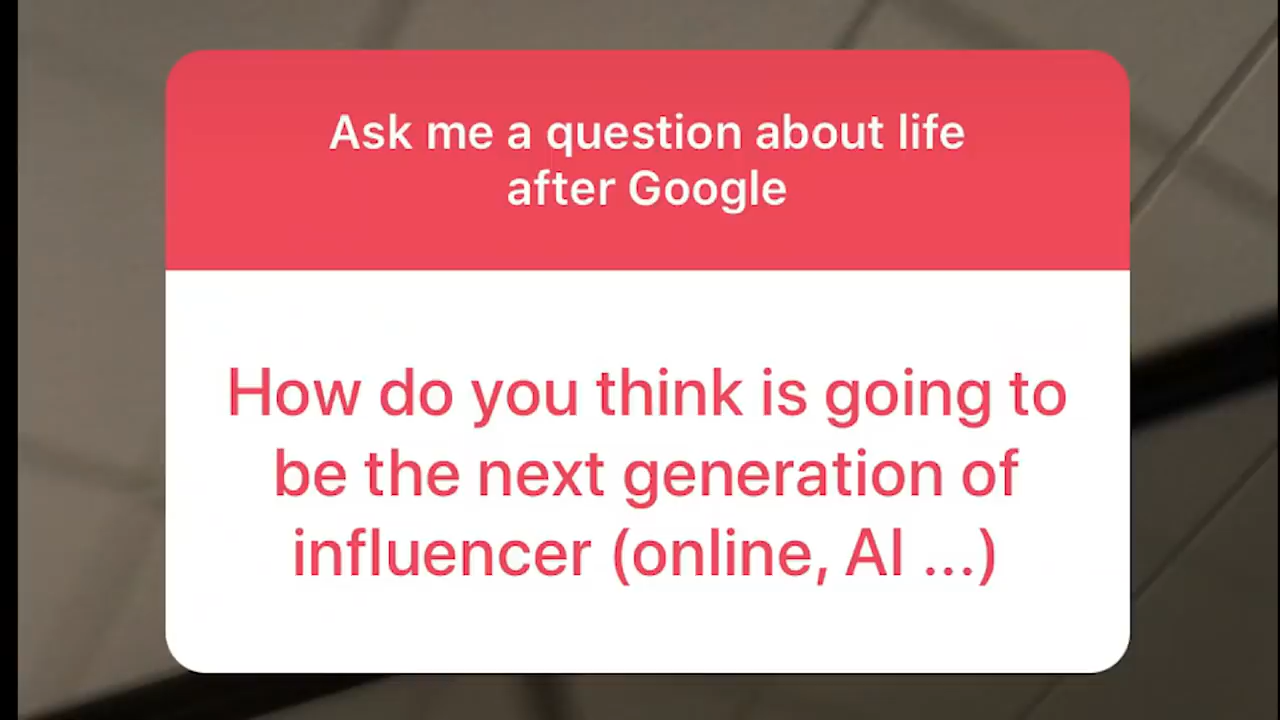 Ask me a question about life
after Google
How do you think is going to
be the next generation of
influencer (online, AI ...)